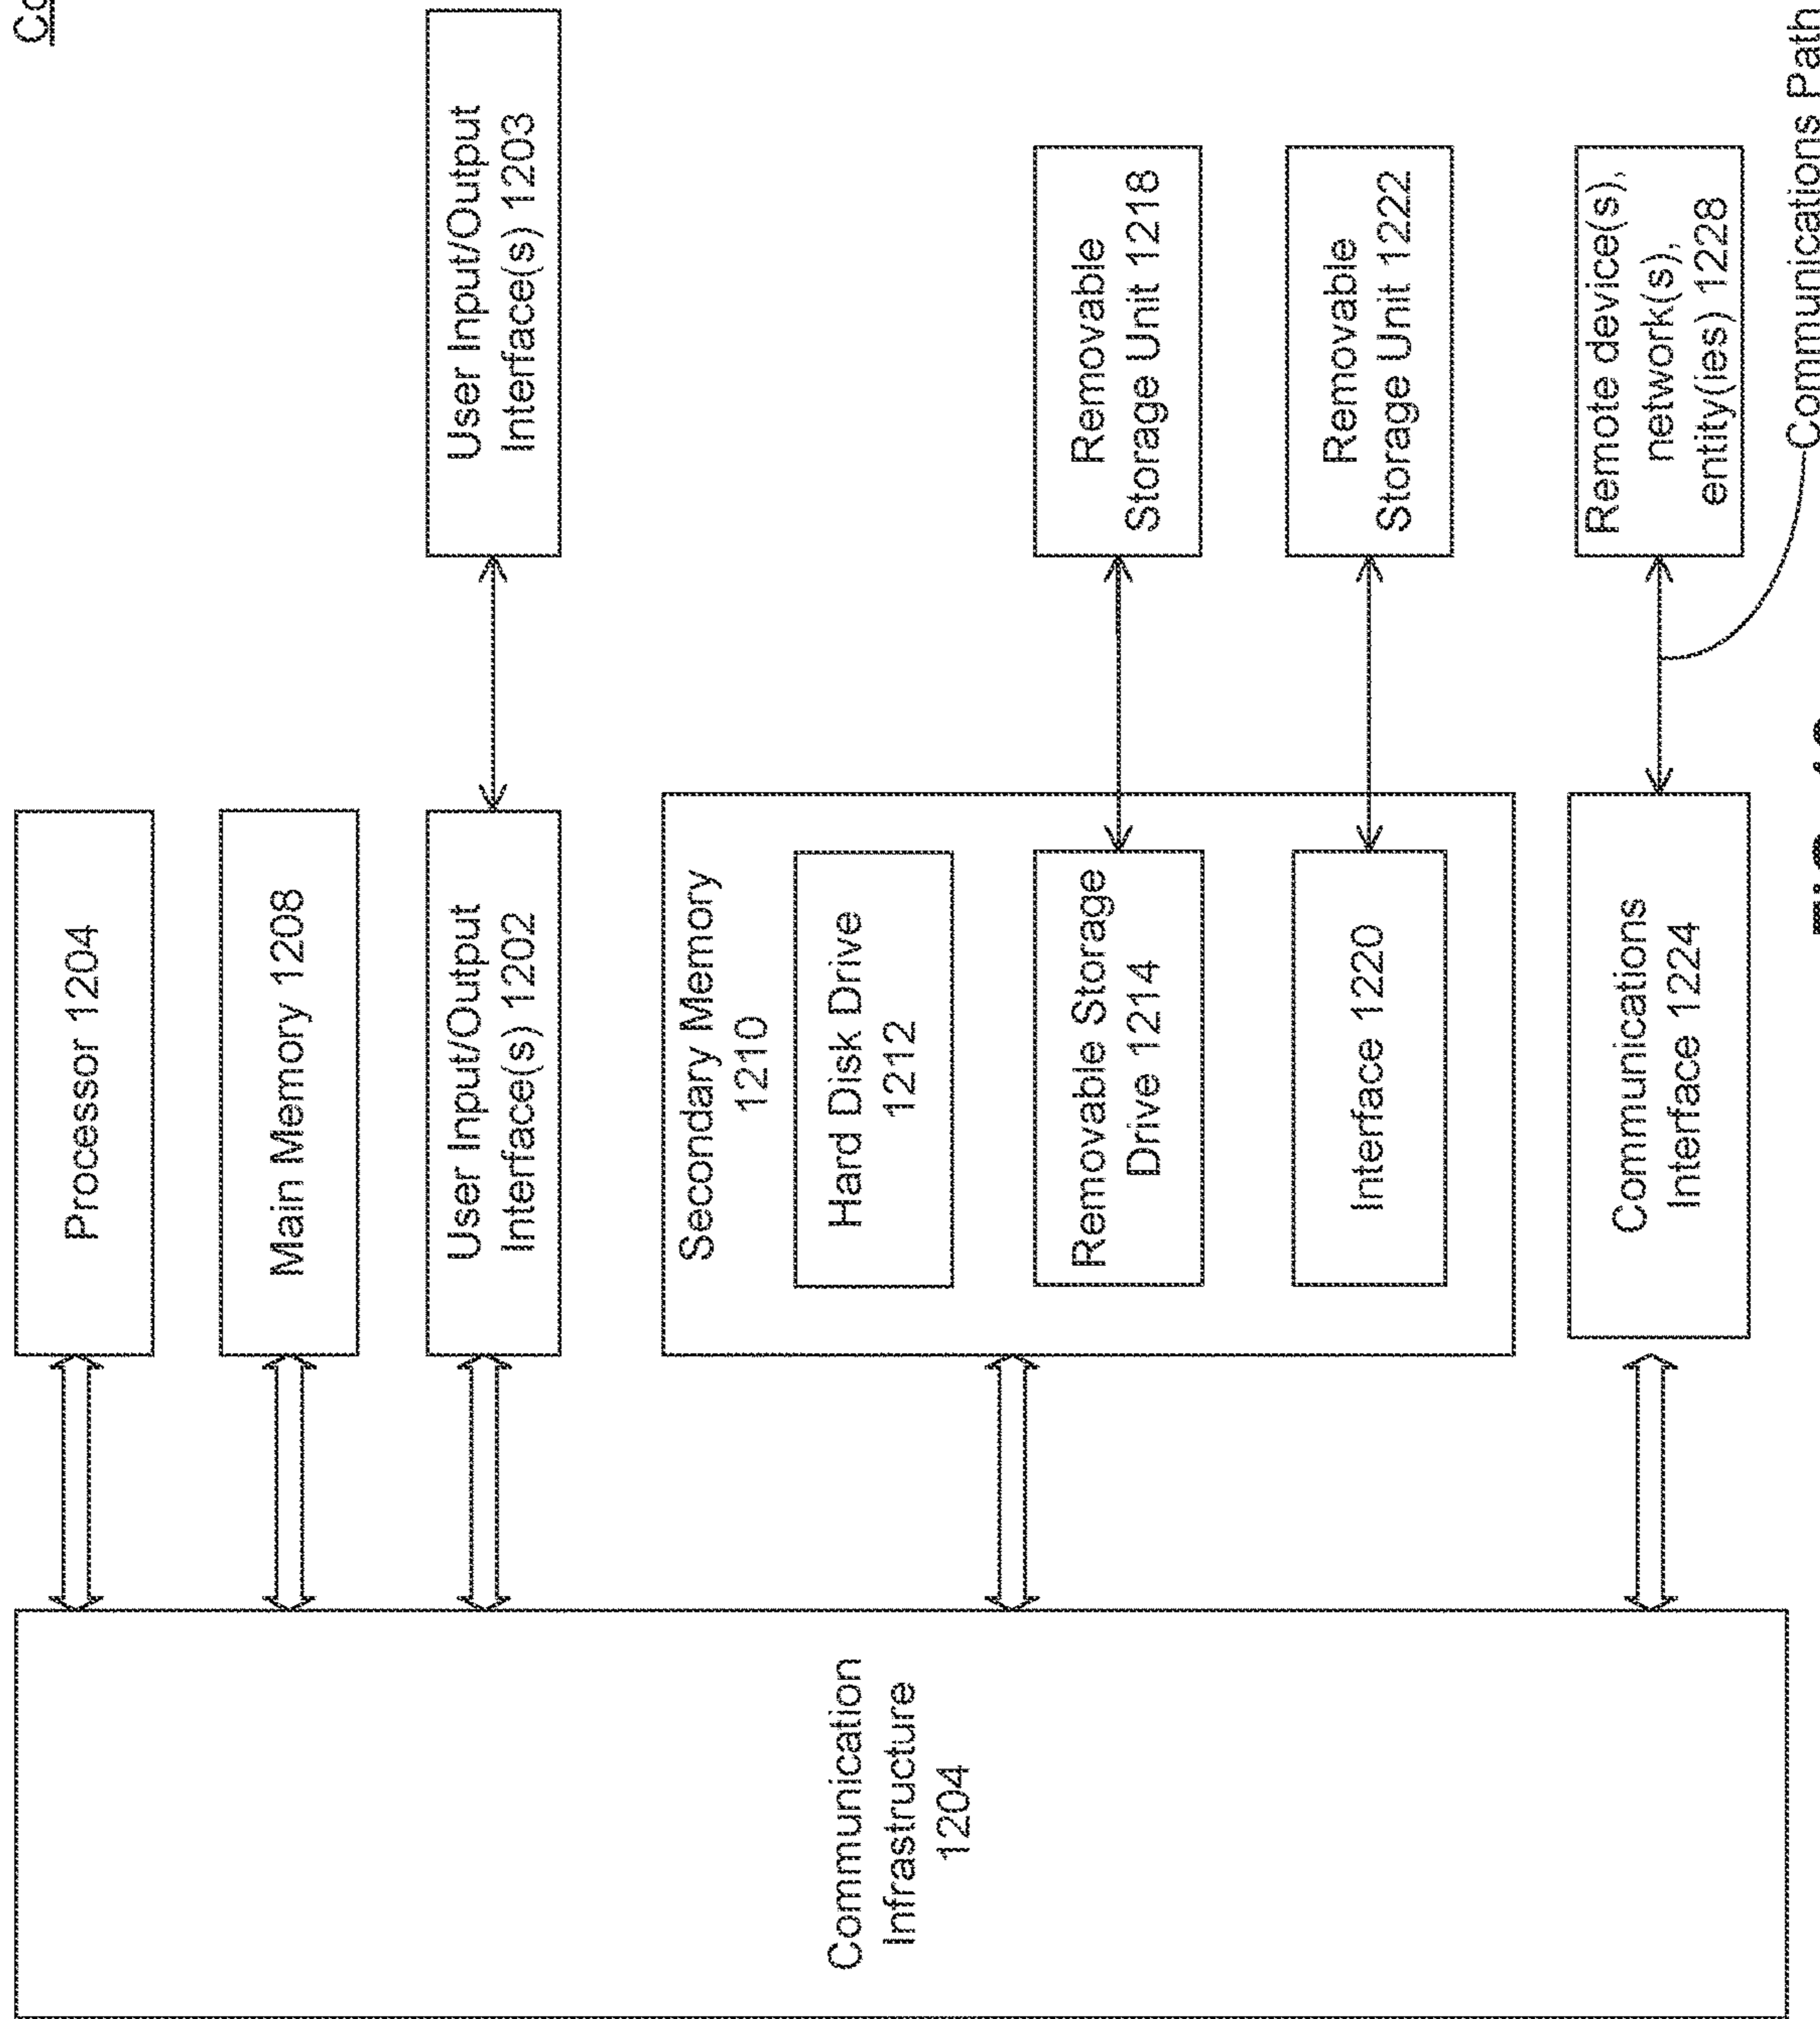 Processor 1204
Main Memory 1208
User Input/Output
Interface(s) 1202
User Input/Output
Interface(s) 1203
Communication
Infrastructure
1204
Secondary Memory
1210
Hard Disk Drive
1212
Removable Storage
Drive 1214
Removable
Storage Unit 1218
Interface 1220
Removable
Storage Unit 1222
Communications
Interface 1224
Remote device(s),
network(s),
entity(ies) 1228
Communications Path